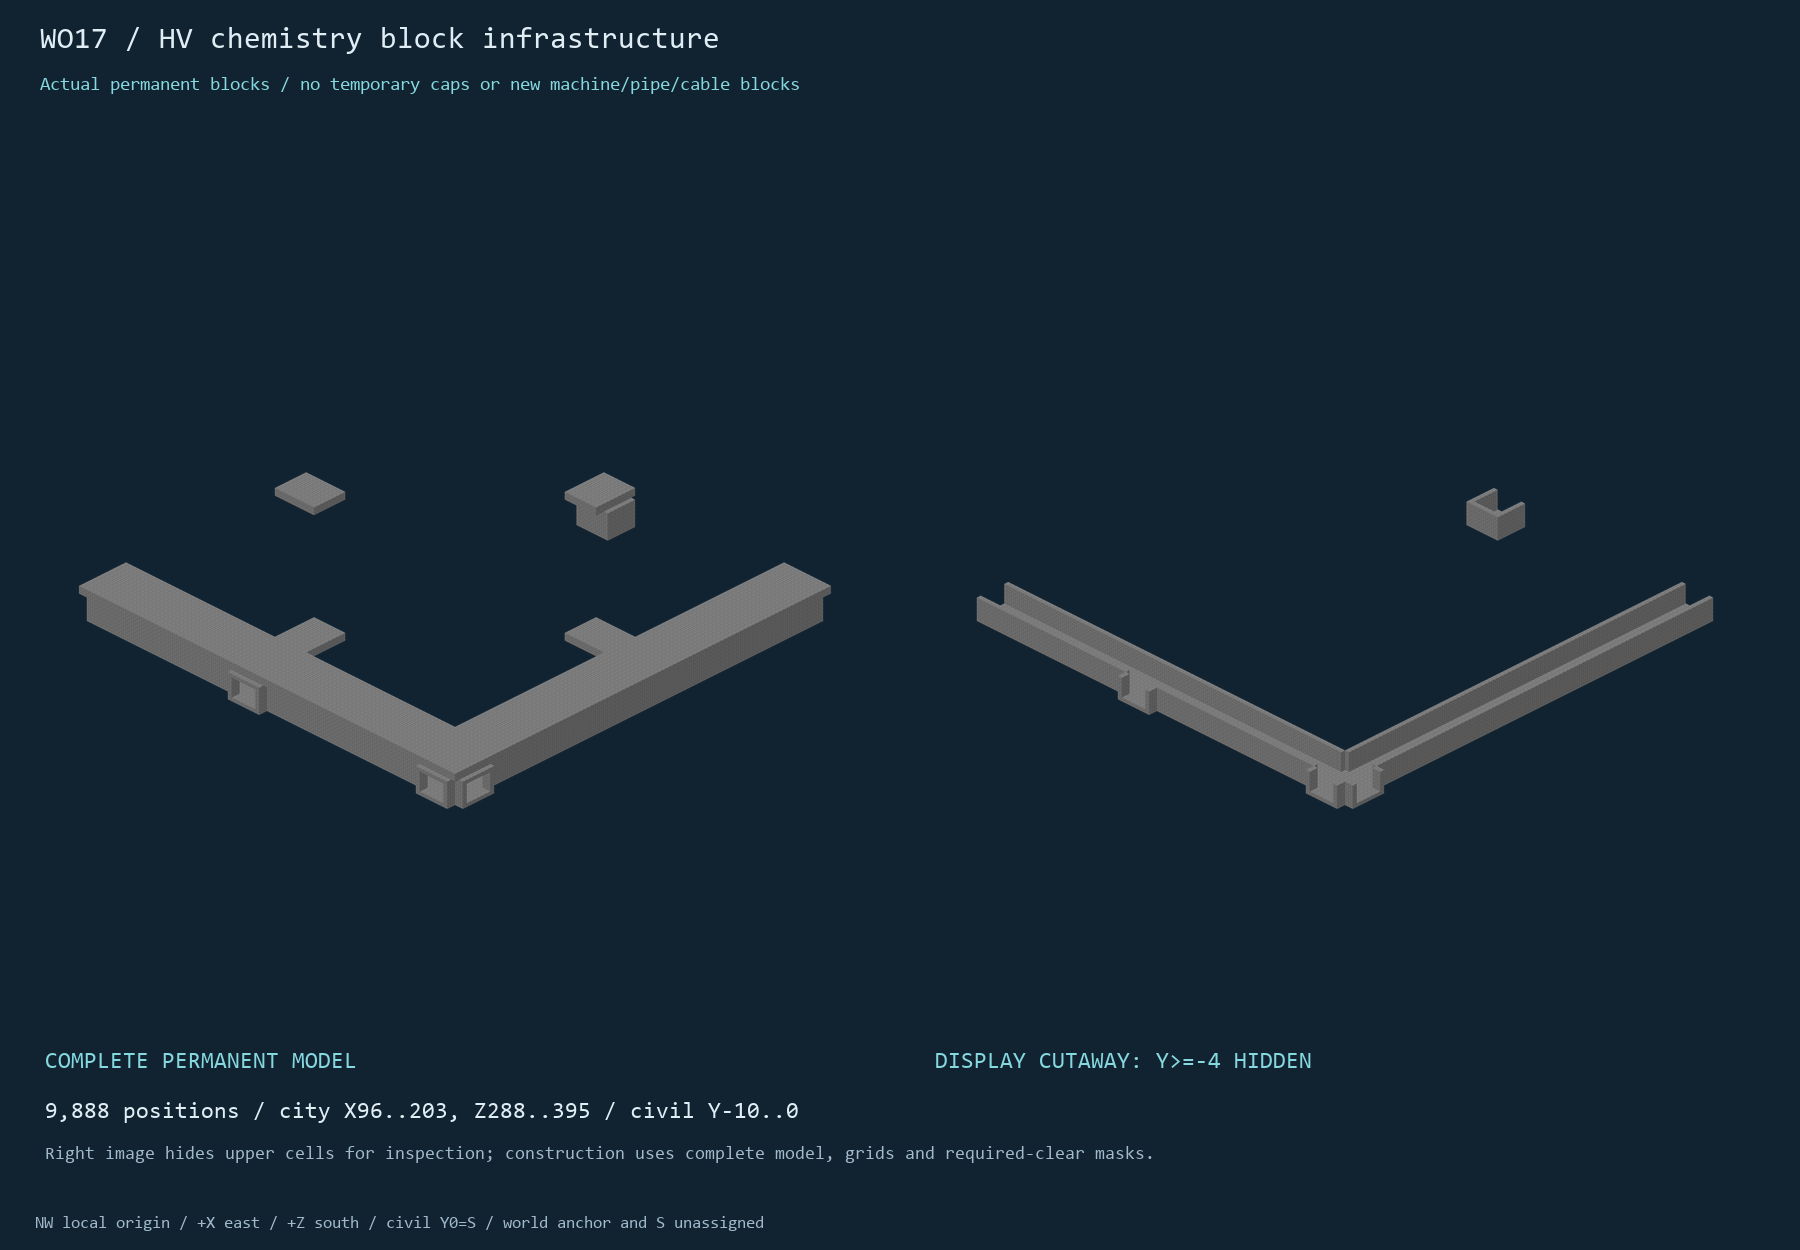 WO17 / HV chemistry block infrastructure
Actual permanent blocks / no temporary caps or new machine/pipe/cable blocks
COMPLETE PERMANENT MODEL
DISPLAY CUTAWAY: Y>=-4 HIDDEN
9,888 positions / city X96..203, Z288..395 / civil Y-10..0
Right image hides upper cells for inspection; construction uses complete model, grids and required-clear masks.
NW local origin / +X east / +Z south / civil Y0=S / world anchor and S unassigned